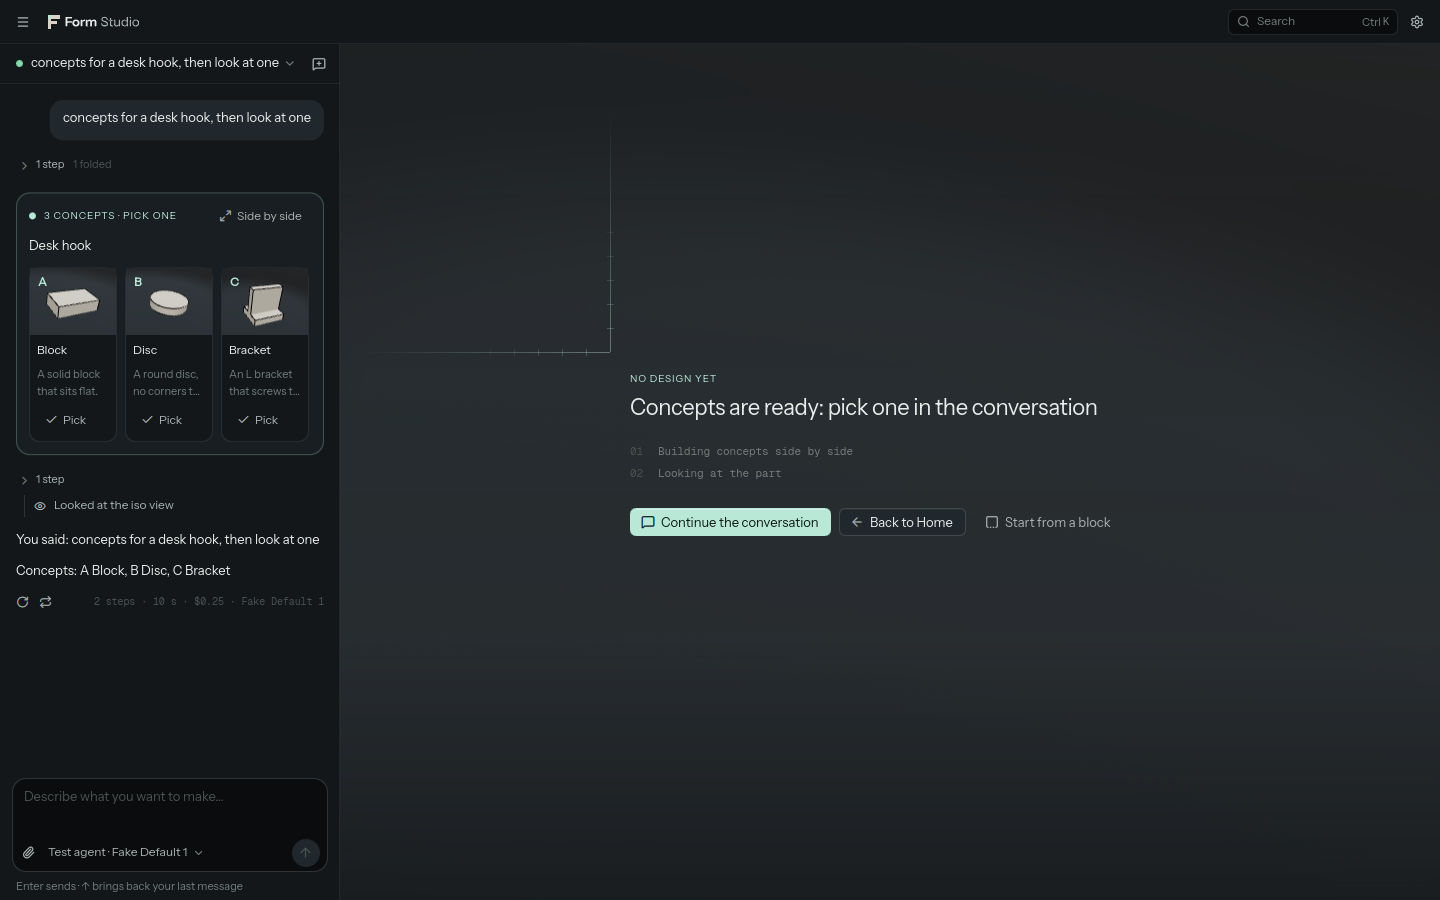 Form Studio
Search
Ctrl K
concepts for a desk hook, then look at one
concepts for a desk hook, then look at one
1 step 1 folded
3 CONCEPTS · PICK ONE
Side by side
Desk hook
A
B
C
Block
A solid block
that sits flat.
Pick
Disc
A round disc,
no corners t...
Pick
Bracket
An L bracket
that screws t...
Pick
1 step
Looked at the iso view
You said: concepts for a desk hook, then look at one
Concepts: A Block, B Disc, C Bracket
2 steps · 10 s · $0.25 · Fake Default 1
NO DESIGN YET
Concepts are ready: pick one in the conversation
01 Building concepts side by side
02 Looking at the part
Continue the conversation
Back to Home
Start from a block
Describe what you want to make...
Test agent · Fake Default 1
Enter sends · ↑ brings back your last message